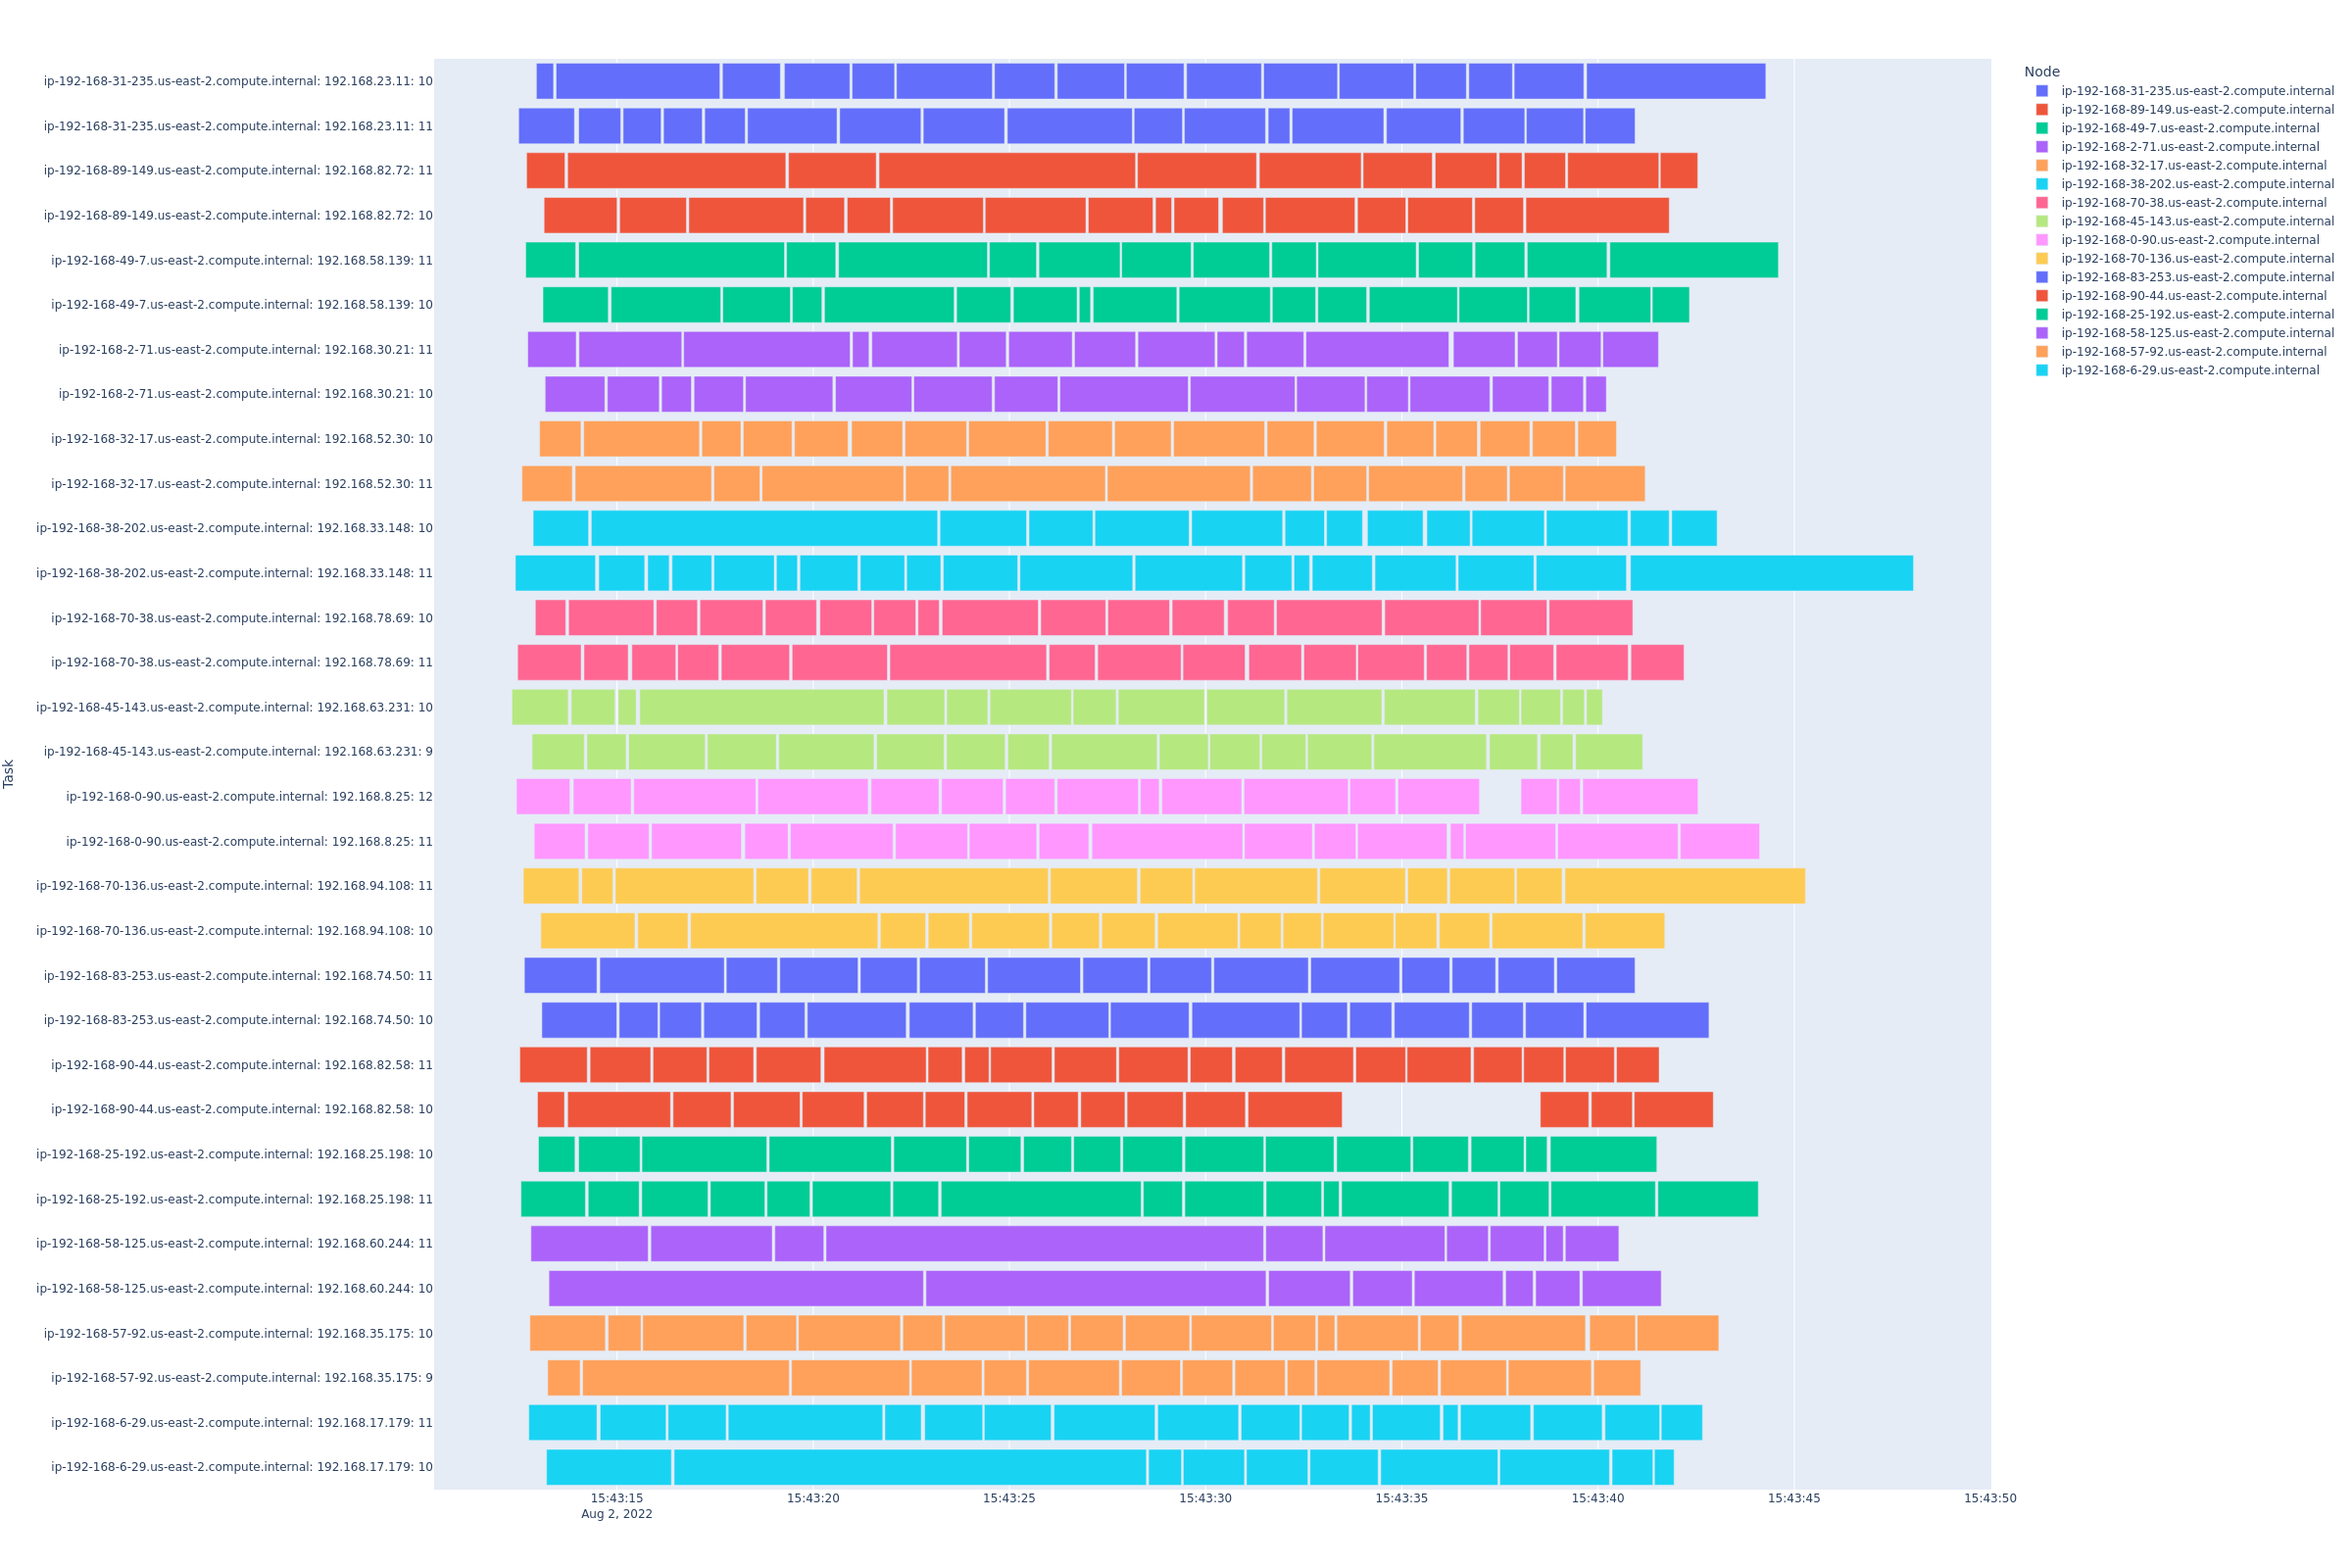 ip-192-168-31-235.us-east-2.compute.internal: 192.168.23.11: 10
ip-192-168-31-235.us-east-2.compute.internal: 192.168.23.11: 11
ip-192-168-89-149.us-east-2.compute.internal: 192.168.82.72: 11
ip-192-168-89-149.us-east-2.compute.internal: 192.168.82.72: 10
ip-192-168-49-7.us-east-2.compute.internal: 192.168.58.139: 11
ip-192-168-49-7.us-east-2.compute.internal: 192.168.58.139: 10
ip-192-168-2-71.us-east-2.compute.internal: 192.168.30.21: 11
ip-192-168-2-71.us-east-2.compute.internal: 192.168.30.21: 10
ip-192-168-32-17.us-east-2.compute.internal: 192.168.52.30: 10
ip-192-168-32-17.us-east-2.compute.internal: 192.168.52.30: 11
ip-192-168-38-202.us-east-2.compute.internal: 192.168.33.148: 10
ip-192-168-38-202.us-east-2.compute.internal: 192.168.33.148: 11
ip-192-168-70-38.us-east-2.compute.internal: 192.168.78.69: 10
ip-192-168-70-38.us-east-2.compute.internal: 192.168.78.69: 11
ip-192-168-45-143.us-east-2.compute.internal: 192.168.63.231: 10
ip-192-168-45-143.us-east-2.compute.internal: 192.168.63.231: 9
ip-192-168-0-90.us-east-2.compute.internal: 192.168.8.25: 12
ip-192-168-0-90.us-east-2.compute.internal: 192.168.8.25: 11
ip-192-168-70-136.us-east-2.compute.internal: 192.168.94.108: 11
ip-192-168-70-136.us-east-2.compute.internal: 192.168.94.108: 10
ip-192-168-83-253.us-east-2.compute.internal: 192.168.74.50: 11
ip-192-168-83-253.us-east-2.compute.internal: 192.168.74.50: 10
ip-192-168-90-44.us-east-2.compute.internal: 192.168.82.58: 11
ip-192-168-90-44.us-east-2.compute.internal: 192.168.82.58: 10
ip-192-168-25-192.us-east-2.compute.internal: 192.168.25.198: 10
ip-192-168-25-192.us-east-2.compute.internal: 192.168.25.198: 11
ip-192-168-58-125.us-east-2.compute.internal: 192.168.60.244: 11
ip-192-168-58-125.us-east-2.compute.internal: 192.168.60.244: 10
ip-192-168-57-92.us-east-2.compute.internal: 192.168.35.175: 10
ip-192-168-57-92.us-east-2.compute.internal: 192.168.35.175: 9
ip-192-168-6-29.us-east-2.compute.internal: 192.168.17.179: 11
ip-192-168-6-29.us-east-2.compute.internal: 192.168.17.179: 10
Task
15:43:15 15:43:20 15:43:25 15:43:30 15:43:35 15:43:40 15:43:45 15:43:50
Aug 2, 2022
Node
ip-192-168-31-235.us-east-2.compute.internal
ip-192-168-89-149.us-east-2.compute.internal
ip-192-168-49-7.us-east-2.compute.internal
ip-192-168-2-71.us-east-2.compute.internal
ip-192-168-32-17.us-east-2.compute.internal
ip-192-168-38-202.us-east-2.compute.internal
ip-192-168-70-38.us-east-2.compute.internal
ip-192-168-45-143.us-east-2.compute.internal
ip-192-168-0-90.us-east-2.compute.internal
ip-192-168-70-136.us-east-2.compute.internal
ip-192-168-83-253.us-east-2.compute.internal
ip-192-168-90-44.us-east-2.compute.internal
ip-192-168-25-192.us-east-2.compute.internal
ip-192-168-58-125.us-east-2.compute.internal
ip-192-168-57-92.us-east-2.compute.internal
ip-192-168-6-29.us-east-2.compute.internal